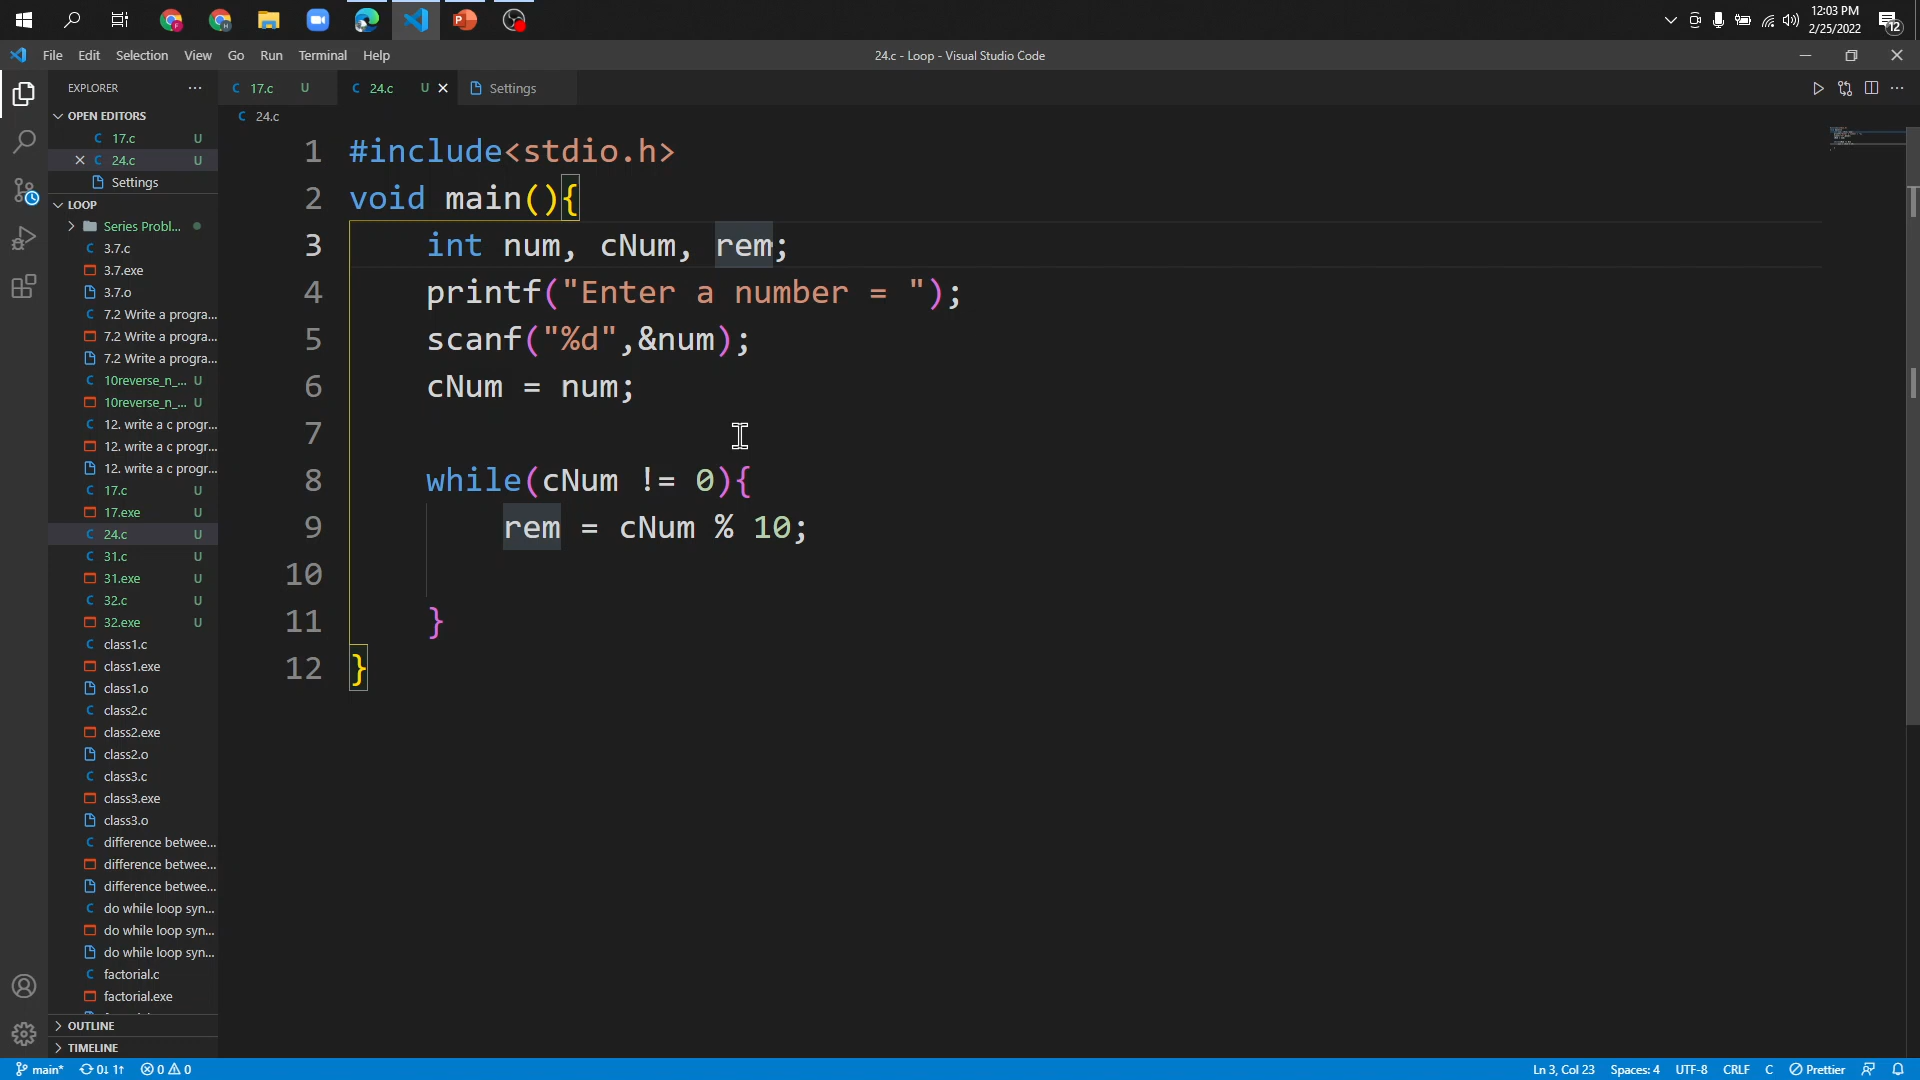 12:03 PM
2/25/2022
12
File Edit Selection View Go Run Terminal Help
24.c - Loop - Visual Studio Code
EXPLORER
17.c U
24.c U
Settings
OPEN EDITORS
17.c U
24.c U
Settings
LOOP
Series Probl...
3.7.c
3.7.exe
3.7.o
7.2 Write a progra...
7.2 Write a progra...
7.2 Write a progra...
10reverse_n_... U
10reverse_n_... U
12. write a c progr...
12. write a c progr...
12. write a c progr...
17.c U
17.exe U
24.c U
31.c U
31.exe U
32.c U
32.exe U
class1.c
class1.exe
class1.o
class2.c
class2.exe
class2.o
class3.c
class3.exe
class3.o
difference betwee...
difference betwee...
difference betwee...
do while loop syn...
do while loop syn...
do while loop syn...
factorial.c
factorial.exe
OUTLINE
TIMELINE
24.c
1 #include<stdio.h>
2 void main(){
3 int num, cNum, rem;
4 printf("Enter a number = ");
5 scanf("%d",&num);
6 cNum = num;
7
8 while(cNum != 0){
9 rem = cNum % 10;
10
11 }
12 }
main* 0↓ 1↑ 0 0
Ln 3, Col 23 Spaces: 4 UTF-8 CRLF C Prettier